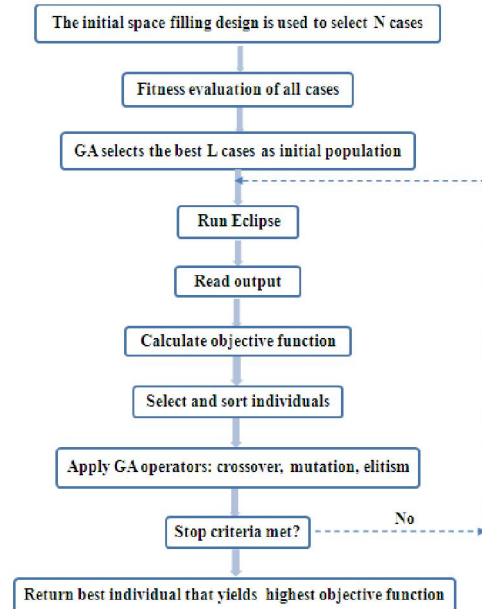 The initial space filling design is used to select N cases
Fitness evaluation of all cases
GA selects the best L cases as initial population
Run Eclipse
Read output
Calculate objective function
Select and sort individuals
Apply GA operators: crossover, mutation, elitism
Stop criteria met?
No
Return best individual that yields highest objective function